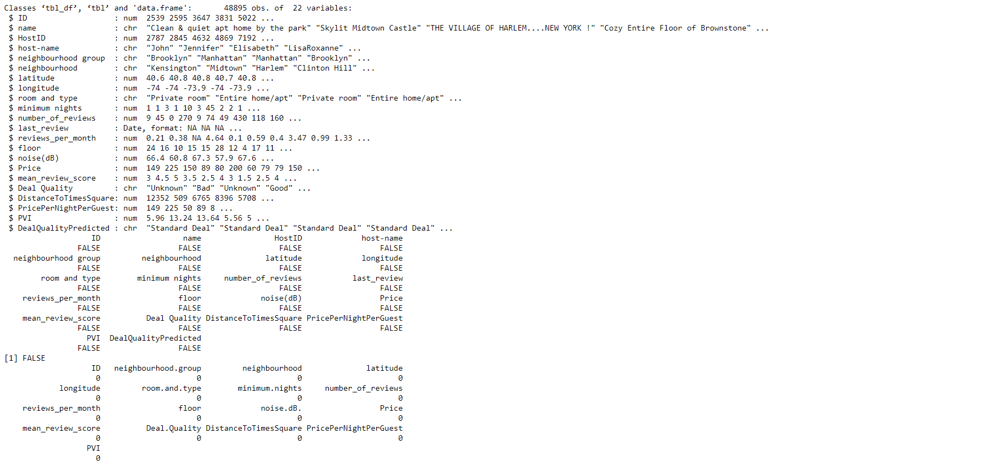 Classes ‘tbl_df’, ‘tbl’ and 'data.frame':       48895 obs. of  22 variables:
 $ ID                   : num  2539 2595 3647 3831 5022 ...
 $ name                 : chr  "Clean & quiet apt home by the park" "Skylit Midtown Castle" "THE VILLAGE OF HARLEM....NEW YORK !" "Cozy Entire Floor of Brownstone" ...
 $ HostID               : num  2787 2845 4632 4869 7192 ...
 $ host-name            : chr  "John" "Jennifer" "Elisabeth" "LisaRoxanne" ...
 $ neighbourhood group  : chr  "Brooklyn" "Manhattan" "Manhattan" "Brooklyn" ...
 $ neighbourhood        : chr  "Kensington" "Midtown" "Harlem" "Clinton Hill" ...
 $ latitude             : num  40.6 40.8 40.8 40.7 40.8 ...
 $ longitude            : num  -74 -74 -73.9 -74 -73.9 ...
 $ room and type        : chr  "Private room" "Entire home/apt" "Private room" "Entire home/apt" ...
 $ minimum nights       : num  1 1 3 1 10 3 45 2 2 1 ...
 $ number_of_reviews    : num  9 45 0 270 9 74 49 430 118 160 ...
 $ last_review          : Date, format: NA NA NA ...
 $ reviews_per_month    : num  0.21 0.38 NA 4.64 0.1 0.59 0.4 3.47 0.99 1.33 ...
 $ floor                : num  24 16 10 15 15 28 12 4 17 11 ...
 $ noise(dB)            : num  66.4 60.8 67.3 57.9 67.6 ...
 $ Price                : num  149 225 150 89 80 200 60 79 79 150 ...
 $ mean_review_score    : num  3 4.5 5 3.5 2.5 4 3 1.5 2.5 4 ...
 $ Deal Quality         : chr  "Unknown" "Bad" "Unknown" "Good" ...
 $ DistanceToTimesSquare: num  12352 509 6765 8396 5708 ...
 $ PricePerNightPerGuest: num  149 225 50 89 8 ...
 $ PVI                  : num  5.96 13.24 13.64 5.56 5 ...
 $ DealQualityPredicted : chr  "Standard Deal" "Standard Deal" "Standard Deal" "Standard Deal" ...
                   ID                  name                HostID             host-name
                FALSE                 FALSE                 FALSE                 FALSE
  neighbourhood group         neighbourhood              latitude             longitude
                FALSE                 FALSE                 FALSE                 FALSE
        room and type        minimum nights     number_of_reviews           last_review
                FALSE                 FALSE                 FALSE                 FALSE
    reviews_per_month                 floor             noise(dB)                 Price
                FALSE                 FALSE                 FALSE                 FALSE
    mean_review_score          Deal Quality DistanceToTimesSquare PricePerNightPerGuest
                FALSE                 FALSE                 FALSE                 FALSE
                  PVI  DealQualityPredicted
                FALSE                 FALSE
[1] FALSE
                   ID   neighbourhood.group         neighbourhood              latitude
                    0                     0                     0                     0
            longitude         room.and.type        minimum.nights     number_of_reviews
                    0                     0                     0                     0
    reviews_per_month                 floor             noise.dB.                 Price
                    0                     0                     0                     0
    mean_review_score          Deal.Quality DistanceToTimesSquare PricePerNightPerGuest
                    0                     0                     0                     0
                  PVI
                    0